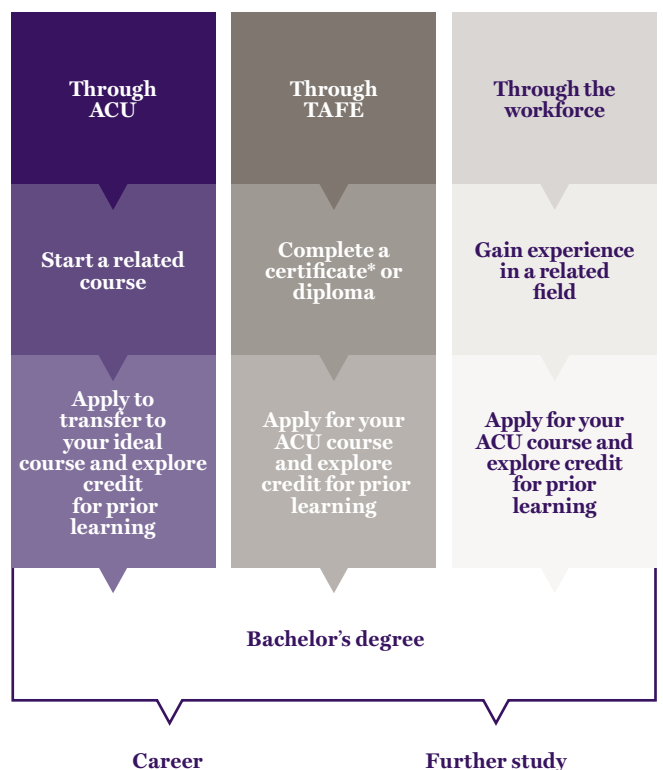 Through
ACU
Start a related
course
Apply to
transfer to
your ideal
course and explore
credit
for prior
learning
Through
TAFE
Complete a
certificate* or
diploma
Apply for your
ACU course
and explore
credit for prior
learning
Through the
workforce
Gain experience
in a related
field
Apply for your
ACU course and
explore credit
for prior
learning
Bachelor’s degree
Career
Further study